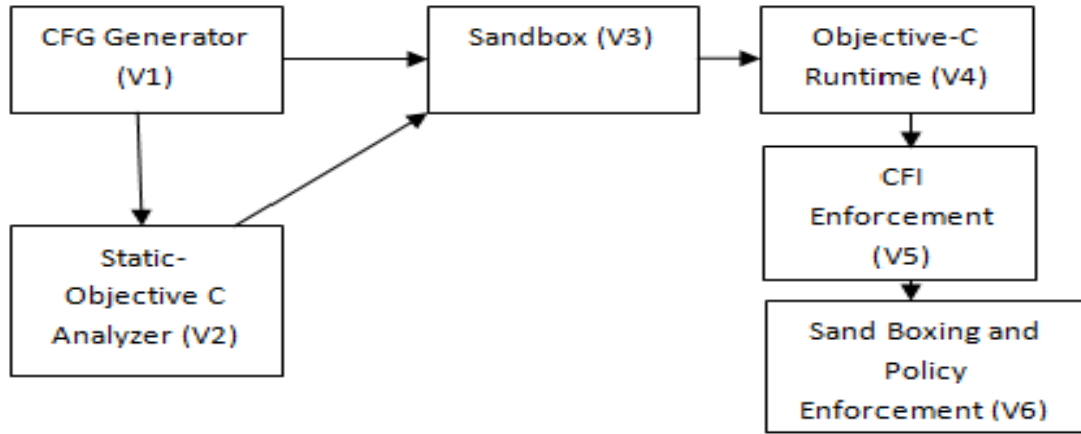 CFG Generator
(V1)
Sandbox (V3)
Objective-C
Runtime (V4)
CFI
Enforcement
(V5)
Static-
Objective C
Analyzer (V2)
Sand Boxing and
Policy
Enforcement (V6)